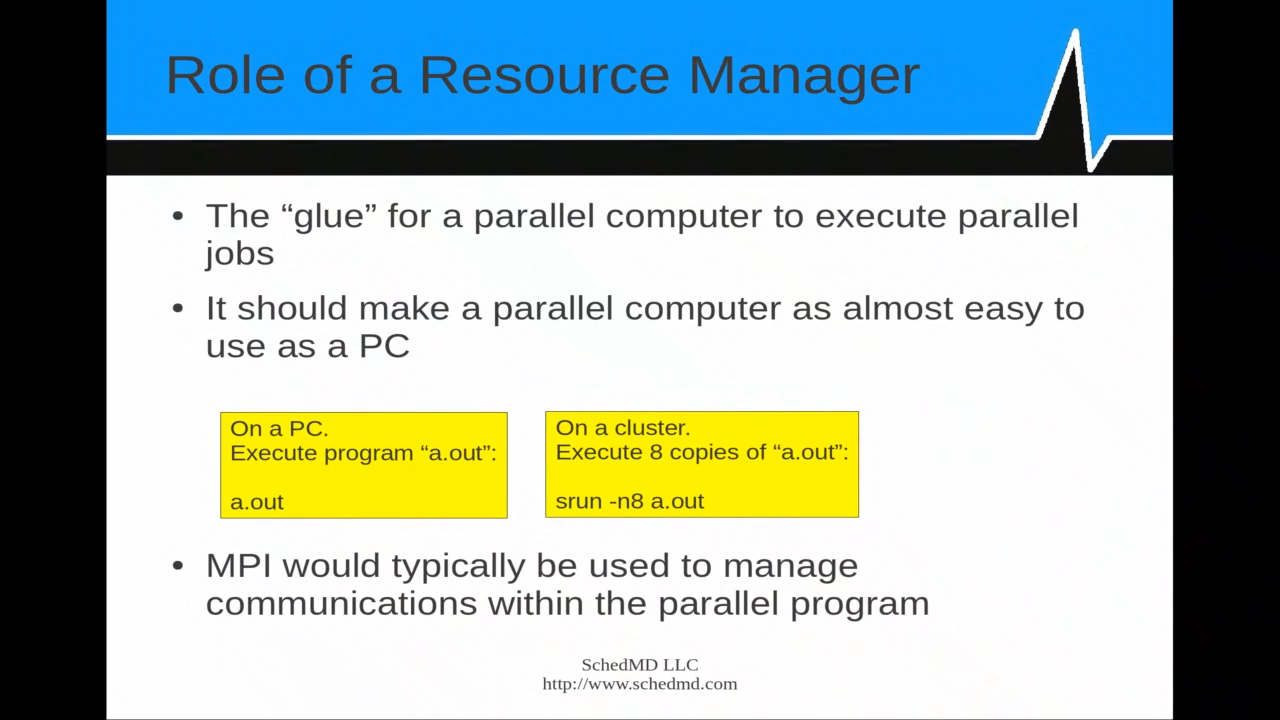 Role of a Resource Manager
• The “glue” for a parallel computer to execute parallel
jobs
• It should make a parallel computer as almost easy to
use as a PC
On a PC.
Execute program “a.out”:
a.out
On a cluster.
Execute 8 copies of “a.out”:
srun -n8 a.out
• MPI would typically be used to manage
communications within the parallel program
SchedMD LLC
http://www.schedmd.com